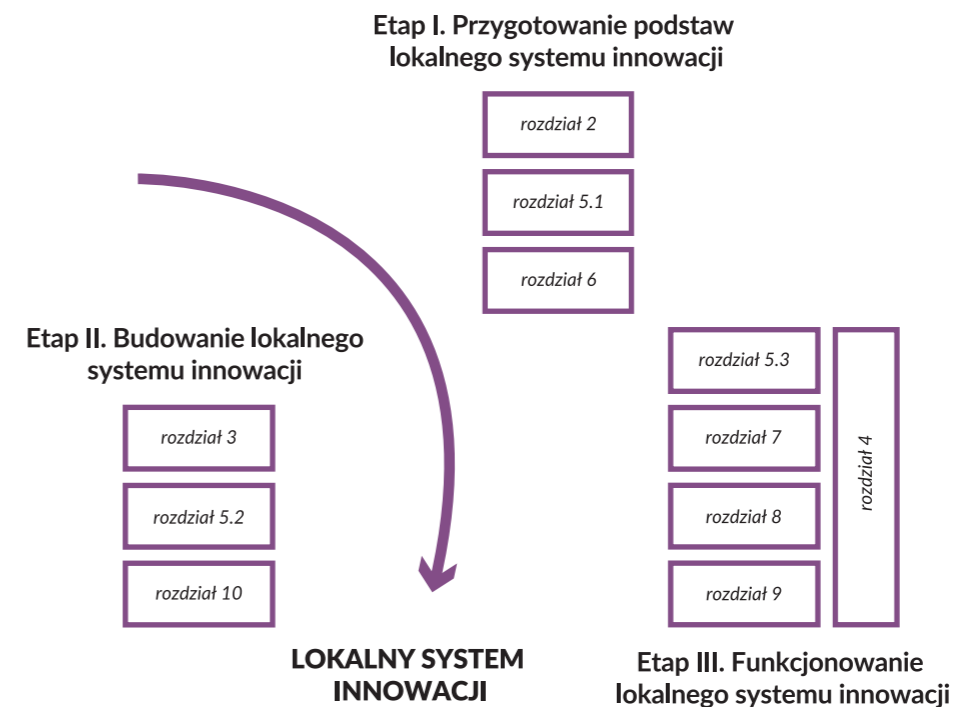 Etap I. Przygotowanie podstaw
lokalnego systemu innowacji
rozdział 2
rozdział 5.1
rozdział 6
Etap II. Budowanie lokalnego
systemu innowacji
rozdział 3
rozdział 5.2
rozdział 10
rozdział 5.3
rozdział 7
rozdział 8
rozdział 9
rozdział 4
Etap III. Funkcjonowanie
lokalnego systemu innowacji
LOKALNY SYSTEM
INNOWACJI